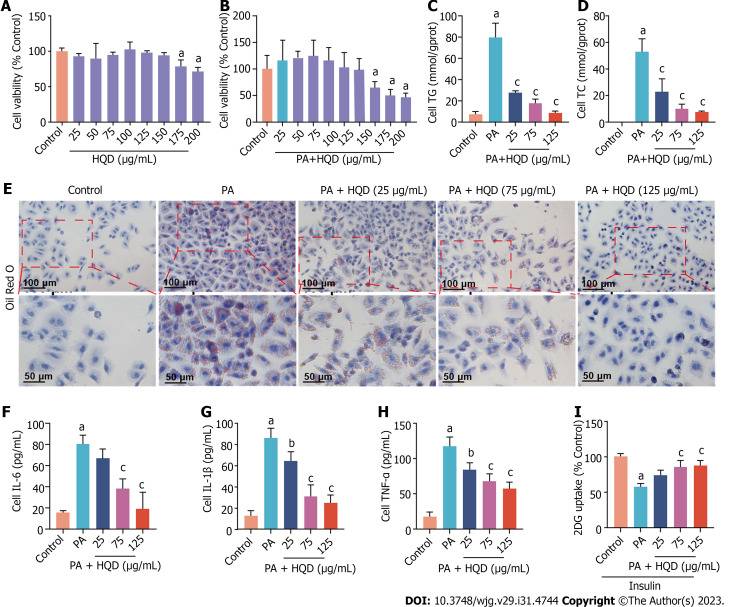 A
Cell vaibility (% Control)
150
100
50
0
a
a
Control
25
50
75
100
125
150
175
200
HQD (µg/mL)
B
Cell vaibility (% Control)
200
150
100
50
0
a
a
a
Control
25
50
75
100
125
150
175
200
PA+HQD (µg/mL)
C
Cell TG (mmol/gprot)
100
80
60
40
20
0
a
c
c
c
Control
PA
25
75
125
PA+HQD (µg/mL)
D
Cell TC (mmol/gprot)
80
60
40
20
0
a
c
c
c
Control
PA
25
75
125
PA+HQD (µg/mL)
E
Control
PA
PA + HQD (25 µg/mL)
PA + HQD (75 µg/mL)
PA + HQD (125 µg/mL)
Oil Red O
100 µm
100 µm
100 µm
100 µm
100 µm
50 µm
50 µm
50 µm
50 µm
50 µm
F
Cell IL-6 (pg/mL)
100
80
60
40
20
0
a
c
c
Control
PA
25
75
125
PA + HQD (µg/mL)
G
Cell IL-1β (pg/mL)
100
80
60
40
20
0
a
b
c
c
Control
PA
25
75
125
PA + HQD (µg/mL)
H
Cell TNF-α (pg/mL)
150
100
50
0
a
b
c
c
Control
PA
25
75
125
PA + HQD (µg/mL)
I
2DG uptake (% Control)
150
100
50
0
a
c
c
Control
PA
25
75
125
PA + HQD (µg/mL)
Insulin
DOI: 10.3748/wjg.v29.i31.4744 Copyright ©The Author(s) 2023.